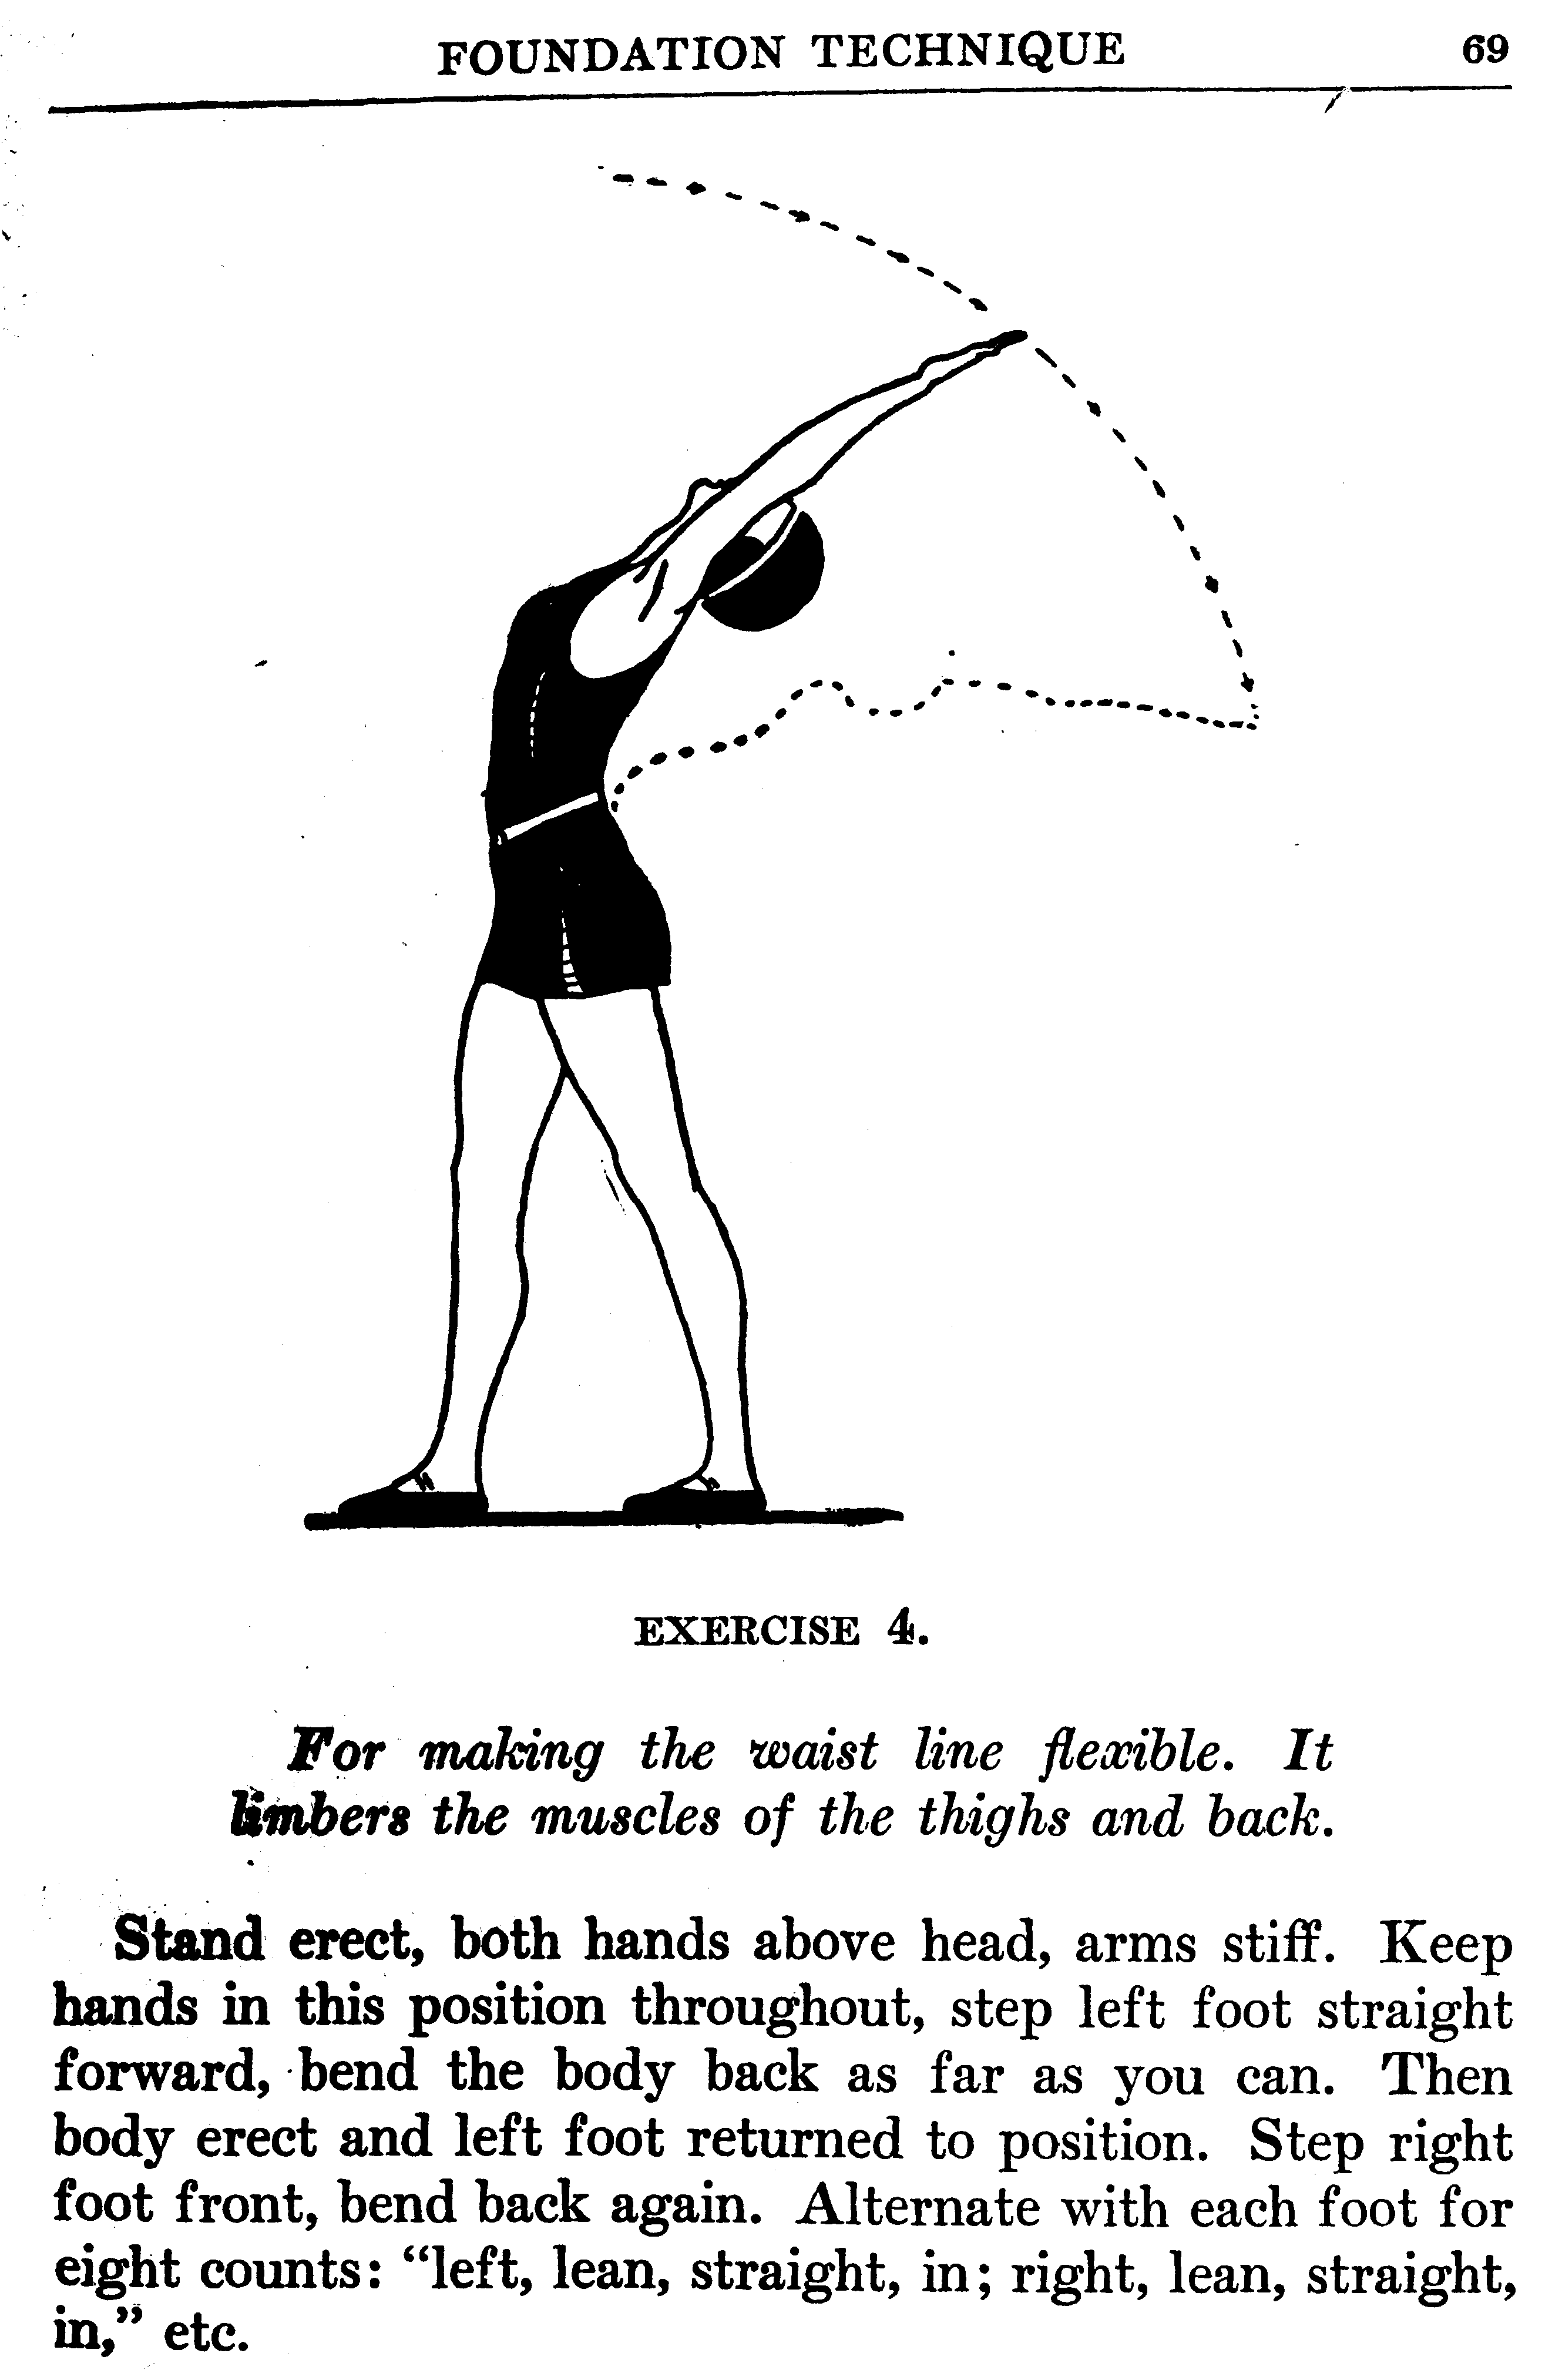 FOUNDATION TECHNIQUE 69
EXERCISE 4.
For making the waist line flexible. It
limbers the muscles of the thighs and back.
Stand erect, both hands above head, arms stiff. Keep
hands in this position throughout, step left foot straight
forward, bend the body back as far as you can. Then
body erect and left foot returned to position. Step right
foot front, bend back again. Alternate with each foot for
eight counts: “left, lean, straight, in; right, lean, straight,
in,” etc.